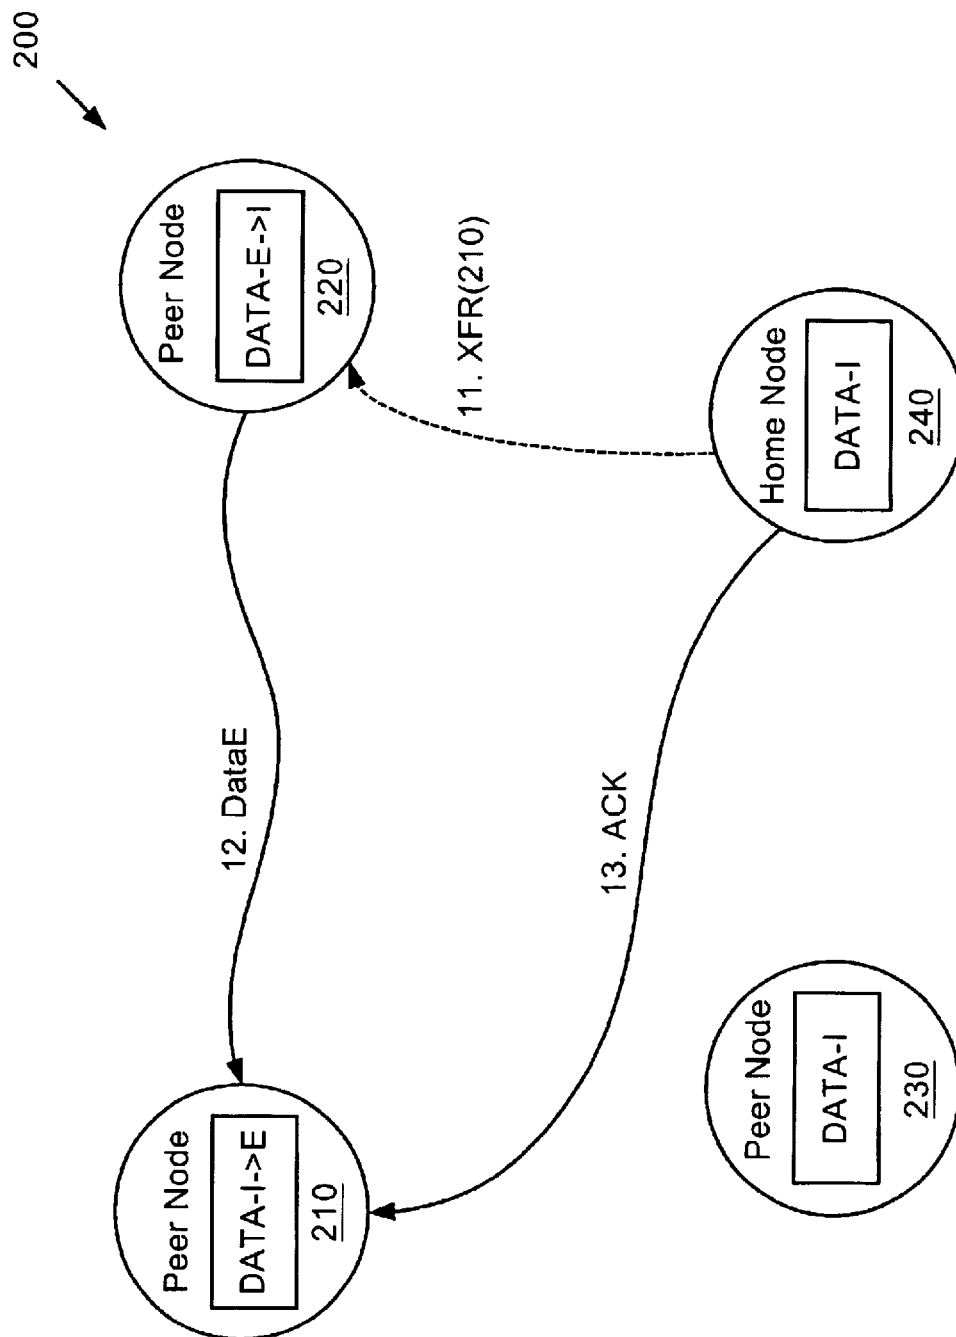 200
Peer Node
DATA-I->E
210
12. DataE
Peer Node
DATA-E->I
220
11. XFR(210)
13. ACK
Peer Node
DATA-I
230
Home Node
DATA-I
240